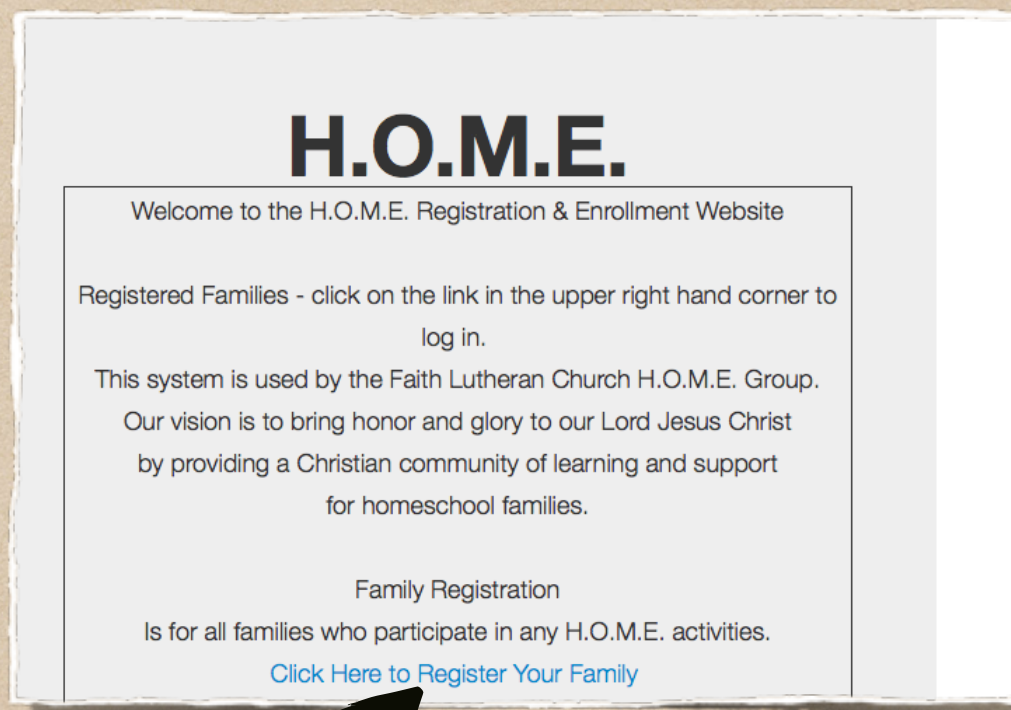 H.O.M.E.
Welcome to the H.O.M.E. Registration & Enrollment Website
Registered Families - click on the link in the upper right hand corner to
log in.
This system is used by the Faith Lutheran Church H.O.M.E. Group.
Our vision is to bring honor and glory to our Lord Jesus Christ
by providing a Christian community of learning and support
for homeschool families.
Family Registration
Is for all families who participate in any H.O.M.E. activities.
Click Here to Register Your Family